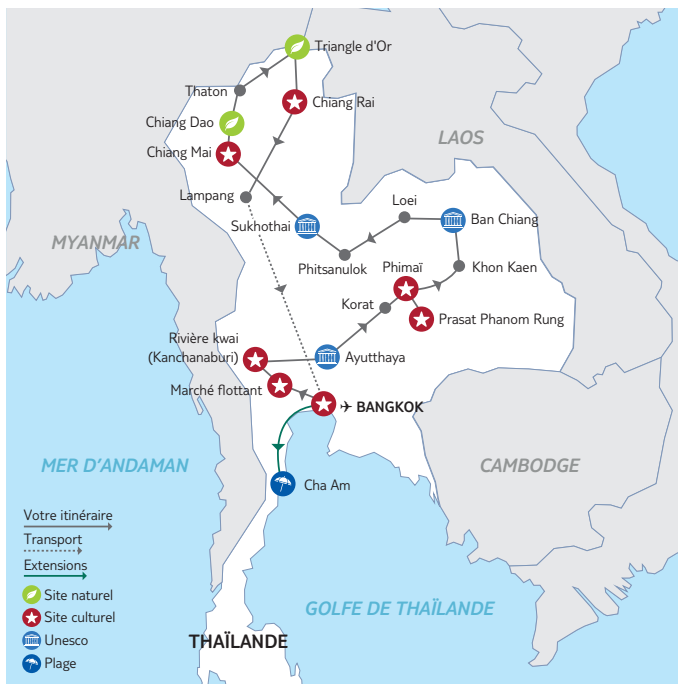 Triangle d'Or
Thaton
Chiang Rai
Chiang Dao
LAOS
Chiang Mai
Lampang
Loei
Sukhothai
Ban Chiang
MYANMAR
Phitsanulok
Phimaï
Khon Kaen
Korat
Prasat Phanom Rung
Rivière kwai
(Kanchanaburi)
Ayutthaya
Marché flottant
BANGKOK
MER D'ANDAMAN
CAMBODGE
Cha Am
Votre itinéraire
Transport
Extensions
Site naturel
Site culturel
Unesco
Plage
GOLFE DE THAÏLANDE
THAÏLANDE